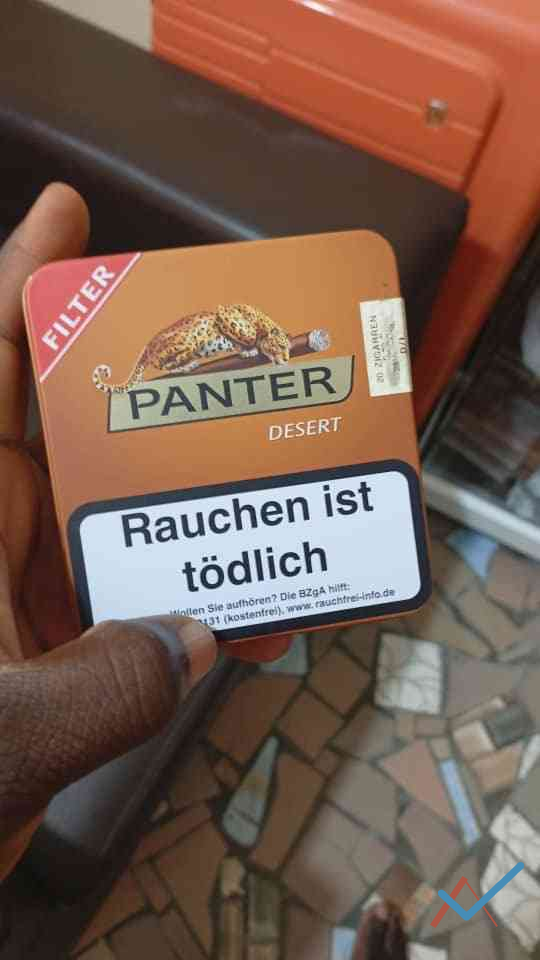 FILTER
PANTER
DESERT
20 ZIGARREN
Rauchen ist
tödlich
Wollen Sie aufhören? Die BZgA hilft:
131 (kostenfrei), www.rauchfrei-info.de